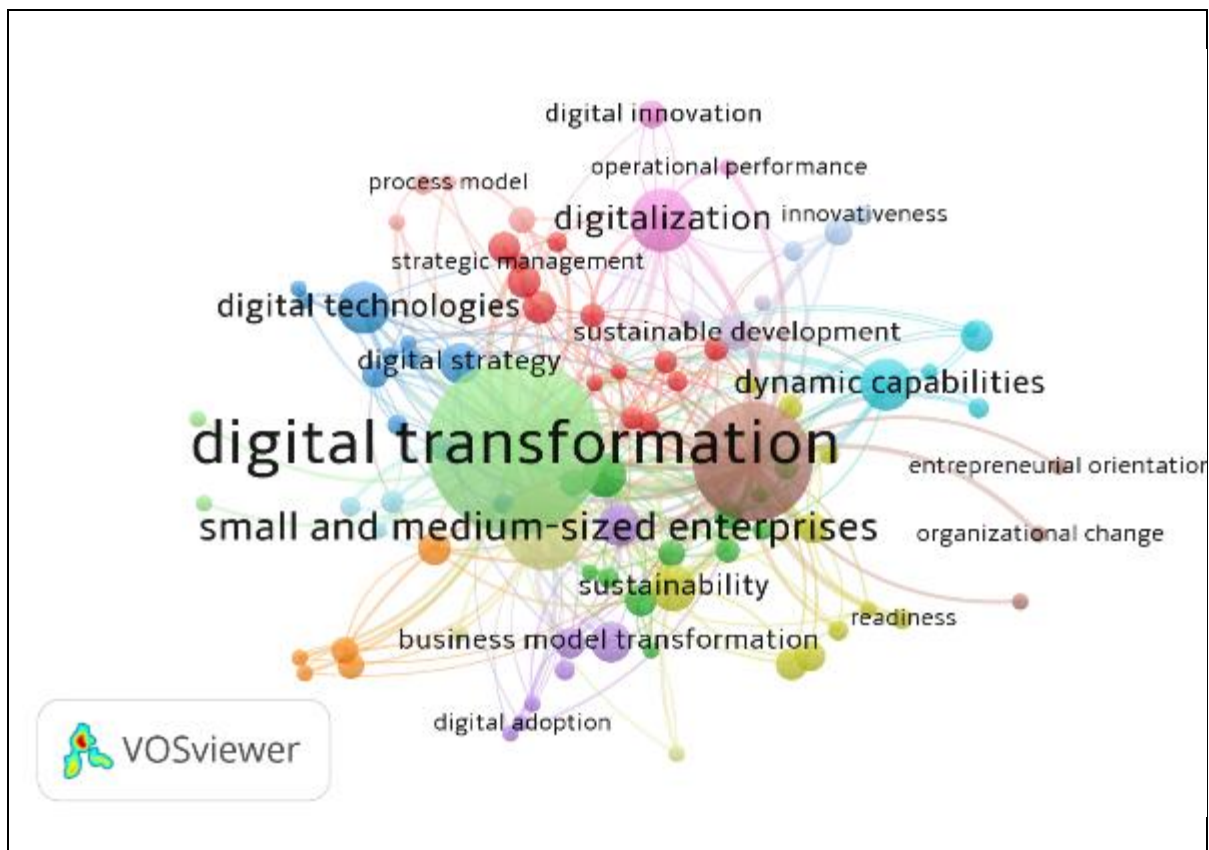 digital innovation
operational performance
process model
digitalization
innovativeness
strategic management
digital technologies
sustainable development
digital strategy
dynamic capabilities
digital transformation
entrepreneurial orientation
small and medium-sized enterprises
organizational change
sustainability
readiness
business model transformation
digital adoption
VOSviewer